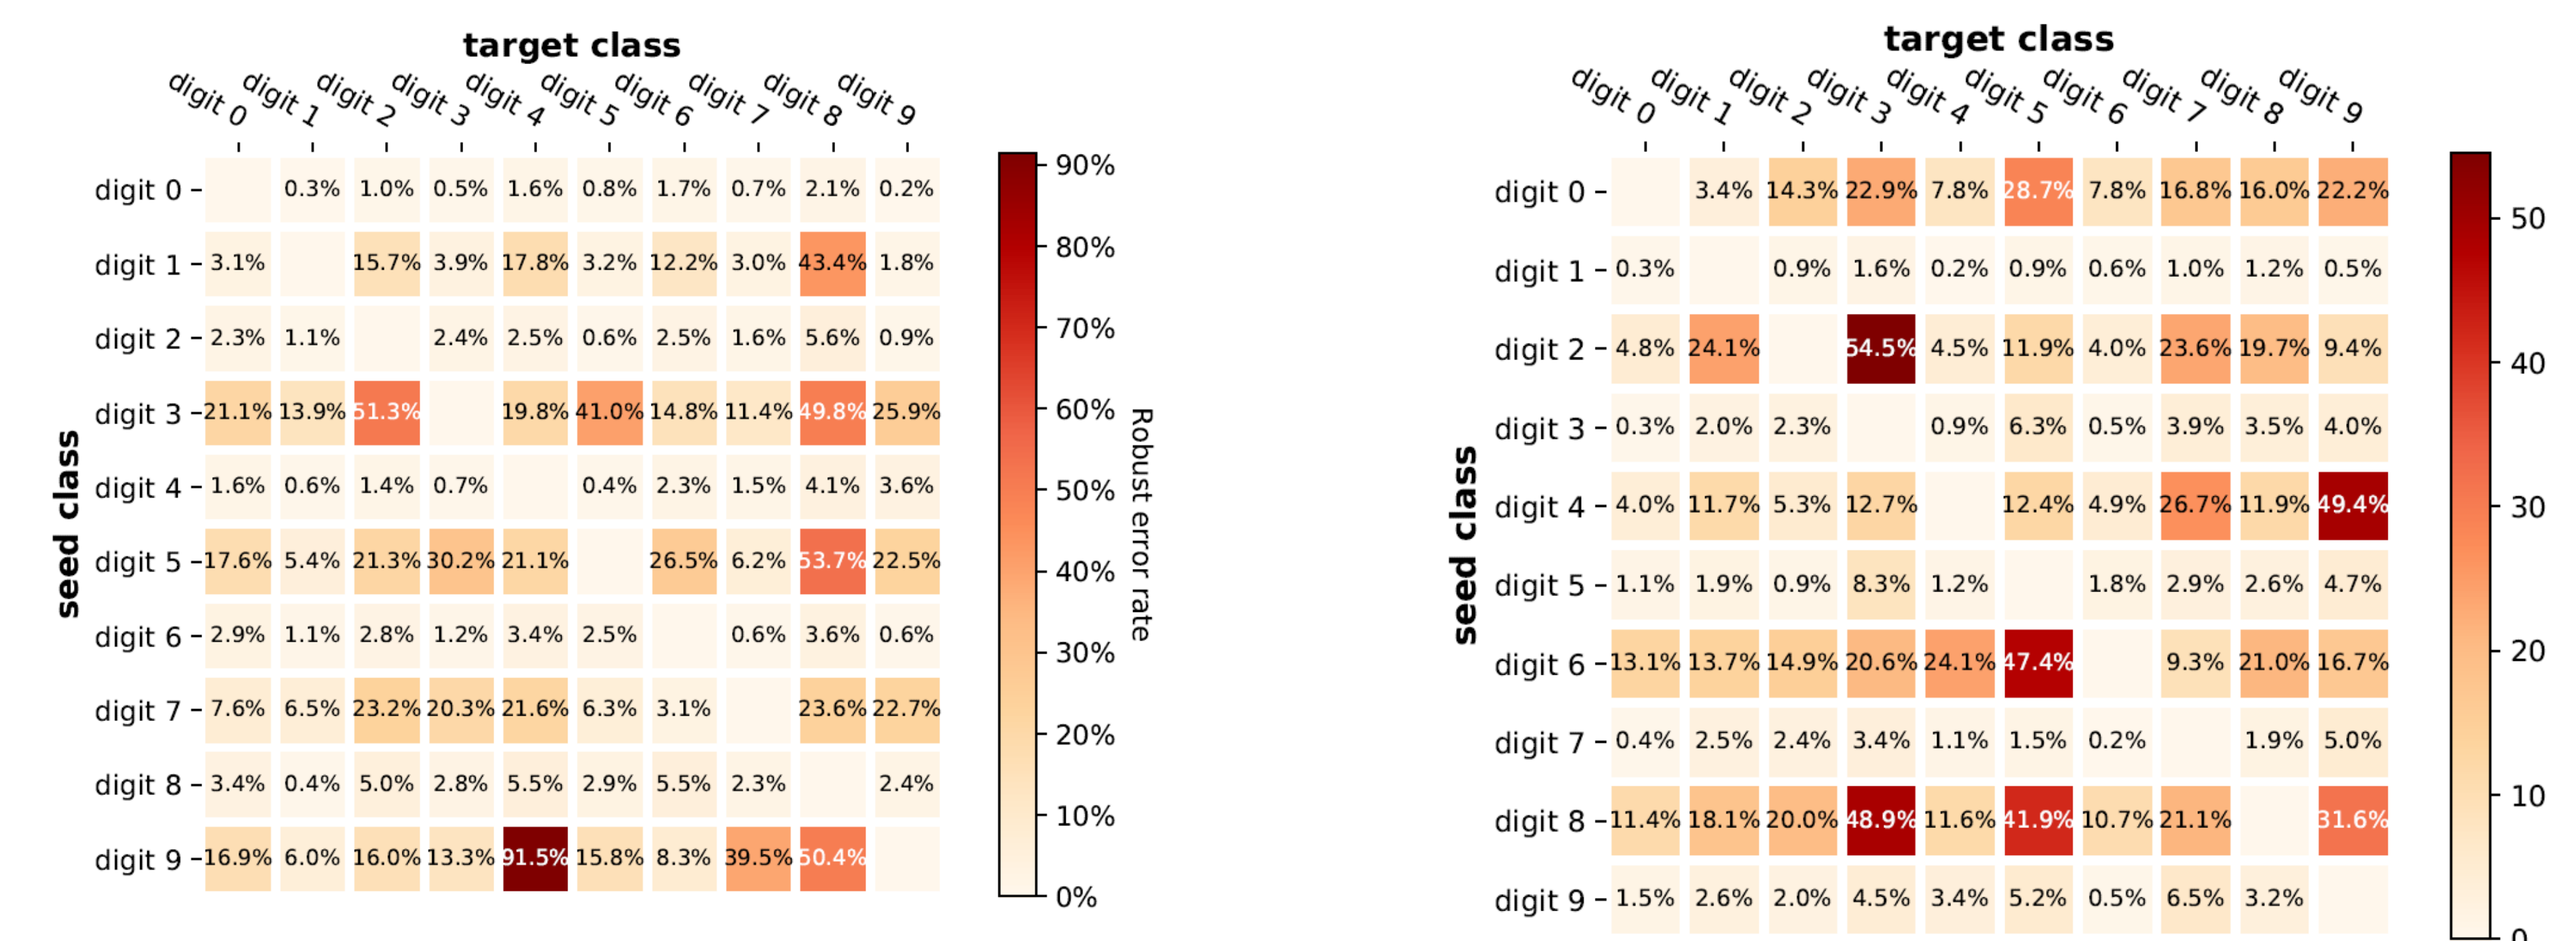 target class
digit 0 digit 1 digit 2 digit 3 digit 4 digit 5 digit 6 digit 7 digit 8 digit 9
seed class
digit 0 0.3% 1.0% 0.5% 1.6% 0.8% 1.7% 0.7% 2.1% 0.2%
digit 1 3.1% 15.7% 3.9% 17.8% 3.2% 12.2% 3.0% 43.4% 1.8%
digit 2 2.3% 1.1% 2.4% 2.5% 0.6% 2.5% 1.6% 5.6% 0.9%
digit 3 21.1% 13.9% 51.3% 19.8% 41.0% 14.8% 11.4% 49.8% 25.9%
digit 4 1.6% 0.6% 1.4% 0.7% 0.4% 2.3% 1.5% 4.1% 3.6%
digit 5 17.6% 5.4% 21.3% 30.2% 21.1% 26.5% 6.2% 53.7% 22.5%
digit 6 2.9% 1.1% 2.8% 1.2% 3.4% 2.5% 0.6% 3.6% 0.6%
digit 7 7.6% 6.5% 23.2% 20.3% 21.6% 6.3% 3.1% 23.6% 22.7%
digit 8 3.4% 0.4% 5.0% 2.8% 5.5% 2.9% 5.5% 2.3% 2.4%
digit 9 16.9% 6.0% 16.0% 13.3% 91.5% 15.8% 8.3% 39.5% 50.4%
90%
80%
70%
60%
50%
40%
30%
20%
10%
0%
Robust error rate
target class
digit 0 digit 1 digit 2 digit 3 digit 4 digit 5 digit 6 digit 7 digit 8 digit 9
seed class
digit 0 3.4% 14.3% 22.9% 7.8% 28.7% 7.8% 16.8% 16.0% 22.2%
digit 1 0.3% 0.9% 1.6% 0.2% 0.9% 0.6% 1.0% 1.2% 0.5%
digit 2 4.8% 24.1% 54.5% 4.5% 11.9% 4.0% 23.6% 19.7% 9.4%
digit 3 0.3% 2.0% 2.3% 0.9% 6.3% 0.5% 3.9% 3.5% 4.0%
digit 4 4.0% 11.7% 5.3% 12.7% 12.4% 4.9% 26.7% 11.9% 49.4%
digit 5 1.1% 1.9% 0.9% 8.3% 1.2% 1.8% 2.9% 2.6% 4.7%
digit 6 13.1% 13.7% 14.9% 20.6% 24.1% 47.4% 9.3% 21.0% 16.7%
digit 7 0.4% 2.5% 2.4% 3.4% 1.1% 1.5% 0.2% 1.9% 5.0%
digit 8 11.4% 18.1% 20.0% 48.9% 11.6% 41.9% 10.7% 21.1% 31.6%
digit 9 1.5% 2.6% 2.0% 4.5% 3.4% 5.2% 0.5% 6.5% 3.2%
50
40
30
20
10
0